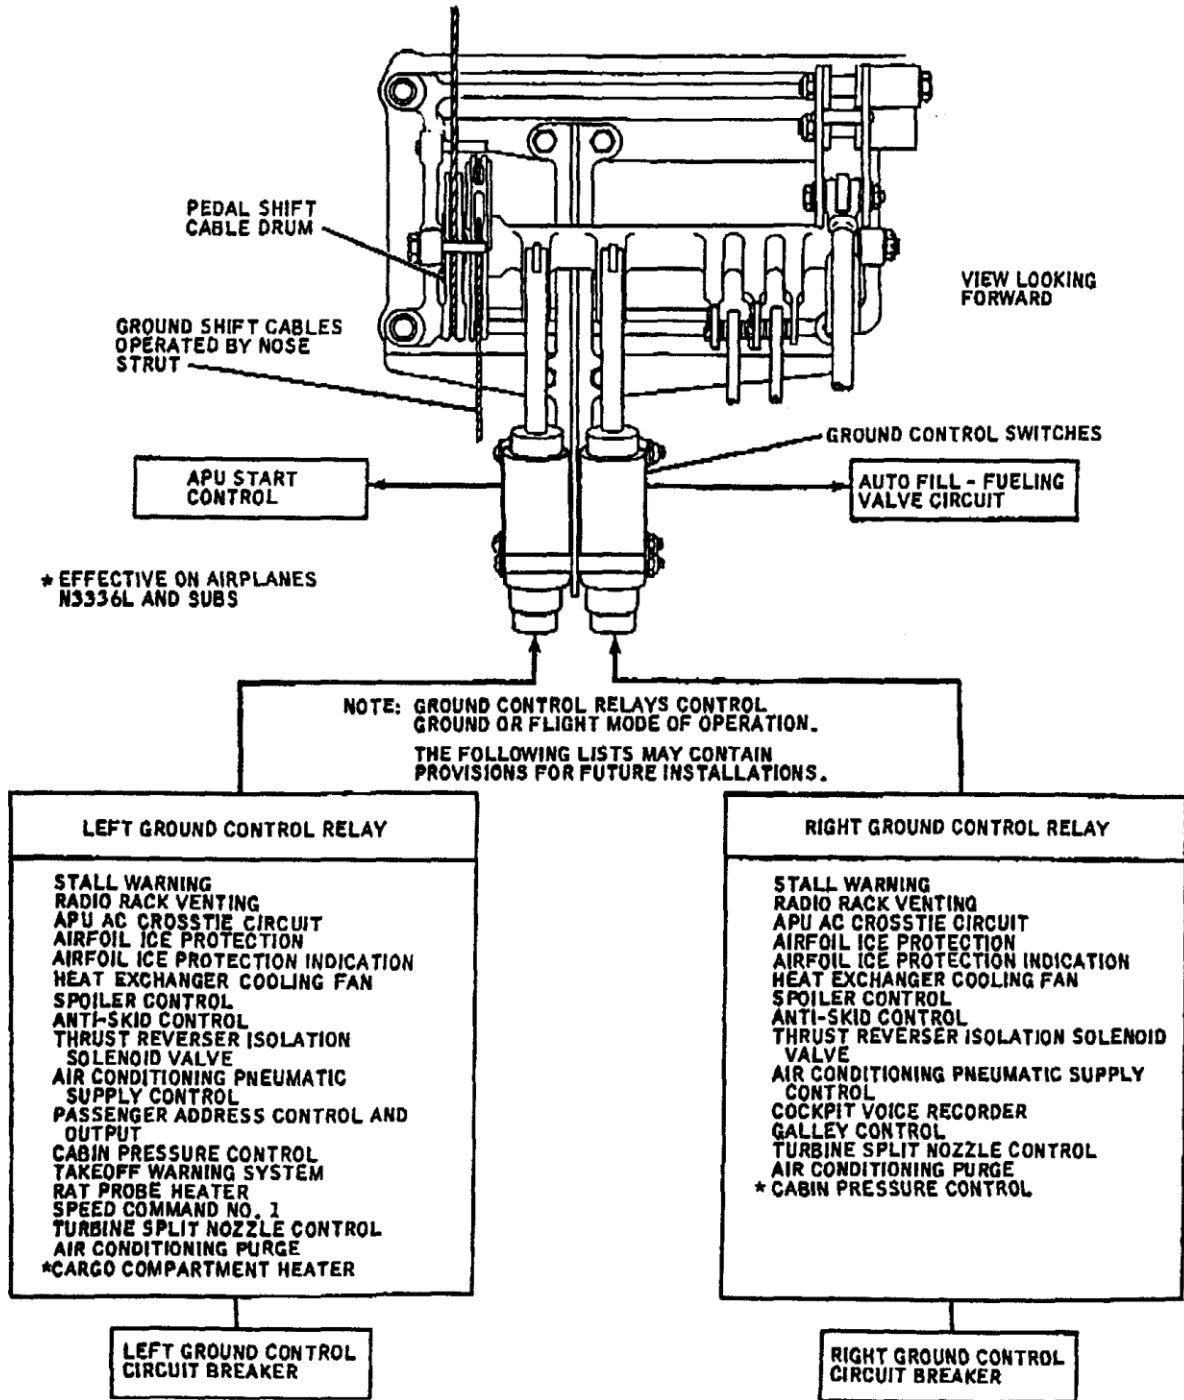 PEDAL SHIFT
CABLE DRUM
VIEW LOOKING
FORWARD
GROUND SHIFT CABLES
OPERATED BY NOSE
STRUT
GROUND CONTROL SWITCHES
APU START
CONTROL
AUTO FILL - FUELING
VALVE CIRCUIT
* EFFECTIVE ON AIRPLANES
N3336L AND SUBS
NOTE: GROUND CONTROL RELAYS CONTROL
GROUND OR FLIGHT MODE OF OPERATION.
THE FOLLOWING LISTS MAY CONTAIN
PROVISIONS FOR FUTURE INSTALLATIONS.
LEFT GROUND CONTROL RELAY
STALL WARNING
RADIO RACK VENTING
APU AC CROSSTIE CIRCUIT
AIRFOIL ICE PROTECTION
AIRFOIL ICE PROTECTION INDICATION
HEAT EXCHANGER COOLING FAN
SPOILER CONTROL
ANTI-SKID CONTROL
THRUST REVERSER ISOLATION
SOLENOID VALVE
AIR CONDITIONING PNEUMATIC
SUPPLY CONTROL
PASSENGER ADDRESS CONTROL AND
OUTPUT
CABIN PRESSURE CONTROL
TAKEOFF WARNING SYSTEM
RAT PROBE HEATER
SPEED COMMAND NO. 1
TURBINE SPLIT NOZZLE CONTROL
AIR CONDITIONING PURGE
*CARGO COMPARTMENT HEATER
LEFT GROUND CONTROL
CIRCUIT BREAKER
RIGHT GROUND CONTROL RELAY
STALL WARNING
RADIO RACK VENTING
APU AC CROSSTIE CIRCUIT
AIRFOIL ICE PROTECTION
AIRFOIL ICE PROTECTION INDICATION
HEAT EXCHANGER COOLING FAN
SPOILER CONTROL
ANTI-SKID CONTROL
THRUST REVERSER ISOLATION SOLENOID
VALVE
AIR CONDITIONING PNEUMATIC SUPPLY
CONTROL
COCKPIT VOICE RECORDER
GALLEY CONTROL
TURBINE SPLIT NOZZLE CONTROL
AIR CONDITIONING PURGE
* CABIN PRESSURE CONTROL
RIGHT GROUND CONTROL
CIRCUIT BREAKER